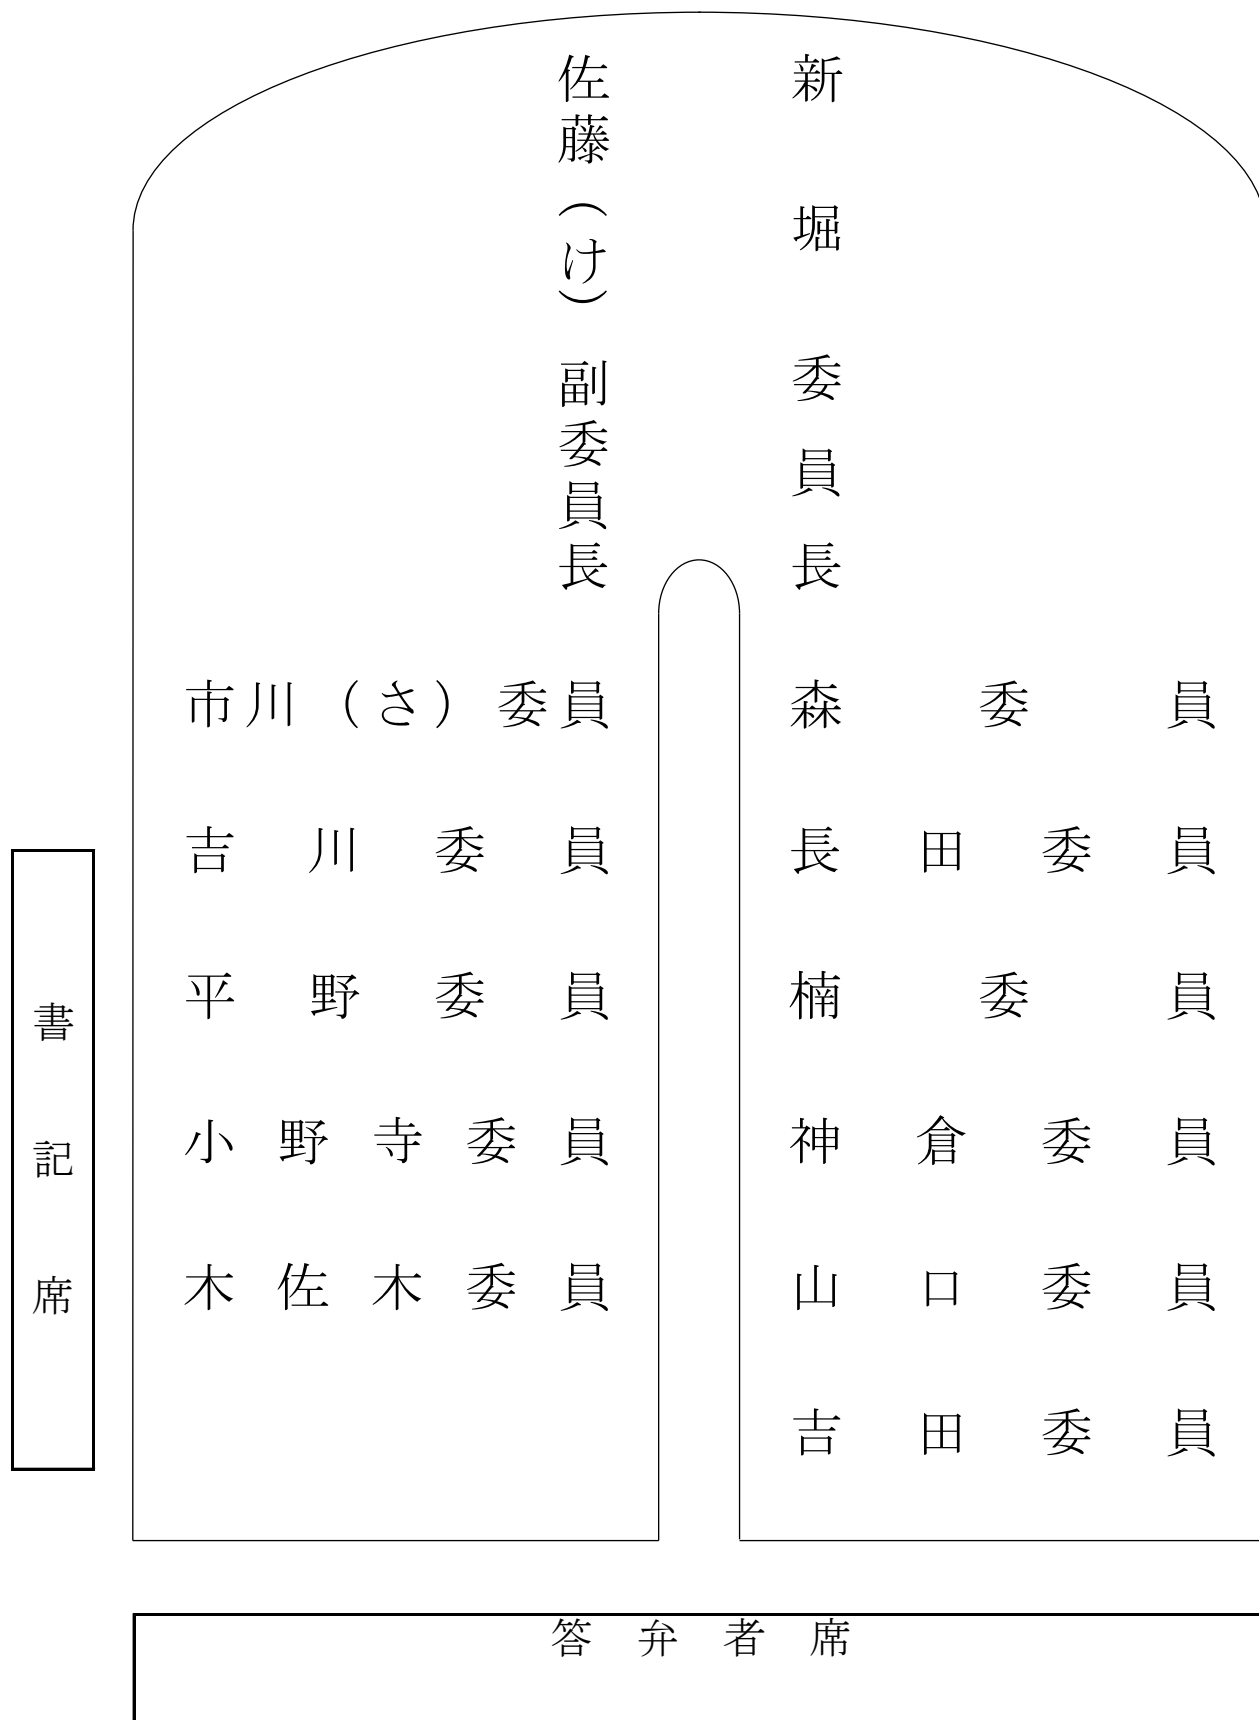 新堀委員長
佐藤（け）副委員長
市川（さ）委員
森委員
吉川委員
長田委員
平野委員
楠委員
小野寺委員
神倉委員
木佐木委員
山口委員
吉田委員
書記席
答弁者席